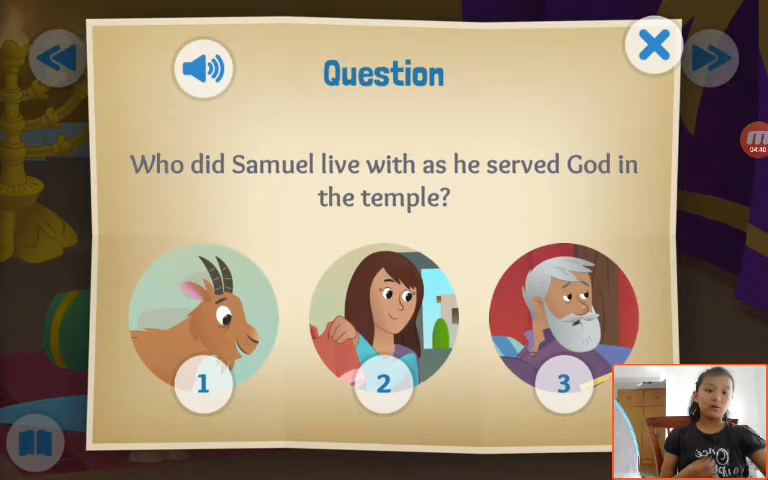 Question
Who did Samuel live with as he served God in
the temple?
1 2 3
04:40